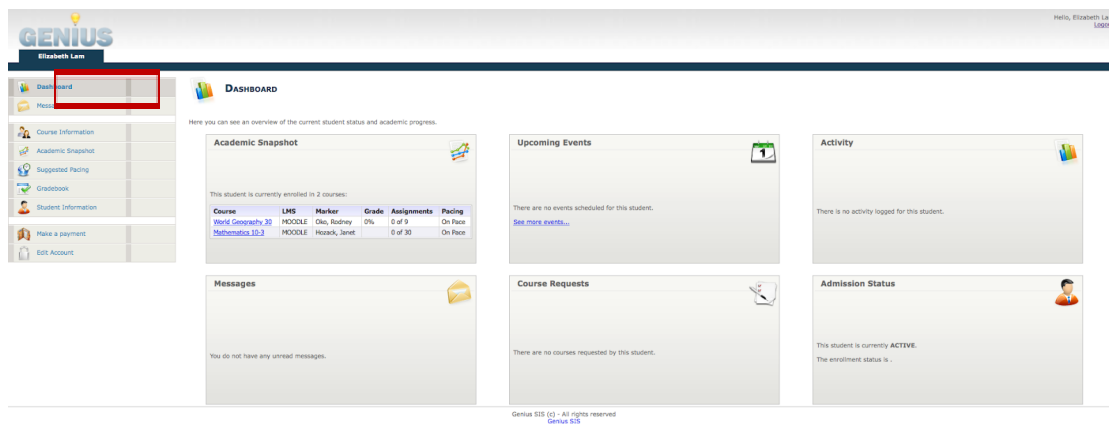 Hello, Elizabeth La
Logo
GENIUS
Elizabeth Lam
Dashboard
Messa
Course Information
Academic Snapshot
Suggested Pacing
Gradebook
Student Information
Make a payment
Edit Account
DASHBOARD
Here you can see an overview of the current student status and academic progress.
Academic Snapshot
This student is currently enrolled in 2 courses:
Course LMS Marker Grade Assignments Pacing
World Geography 30 MOODLE Oko, Rodney 0% 0 of 9 On Pace
Mathematics 10-3 MOODLE Hozack, Janet 0 of 30 On Pace
Upcoming Events
1
There are no events scheduled for this student.
See more events...
Activity
There is no activity logged for this student.
Messages
You do not have any unread messages.
Course Requests
There are no courses requested by this student.
Admission Status
This student is currently ACTIVE.
The enrollment status is .
Genius SIS (c) - All rights reserved
Genius SIS